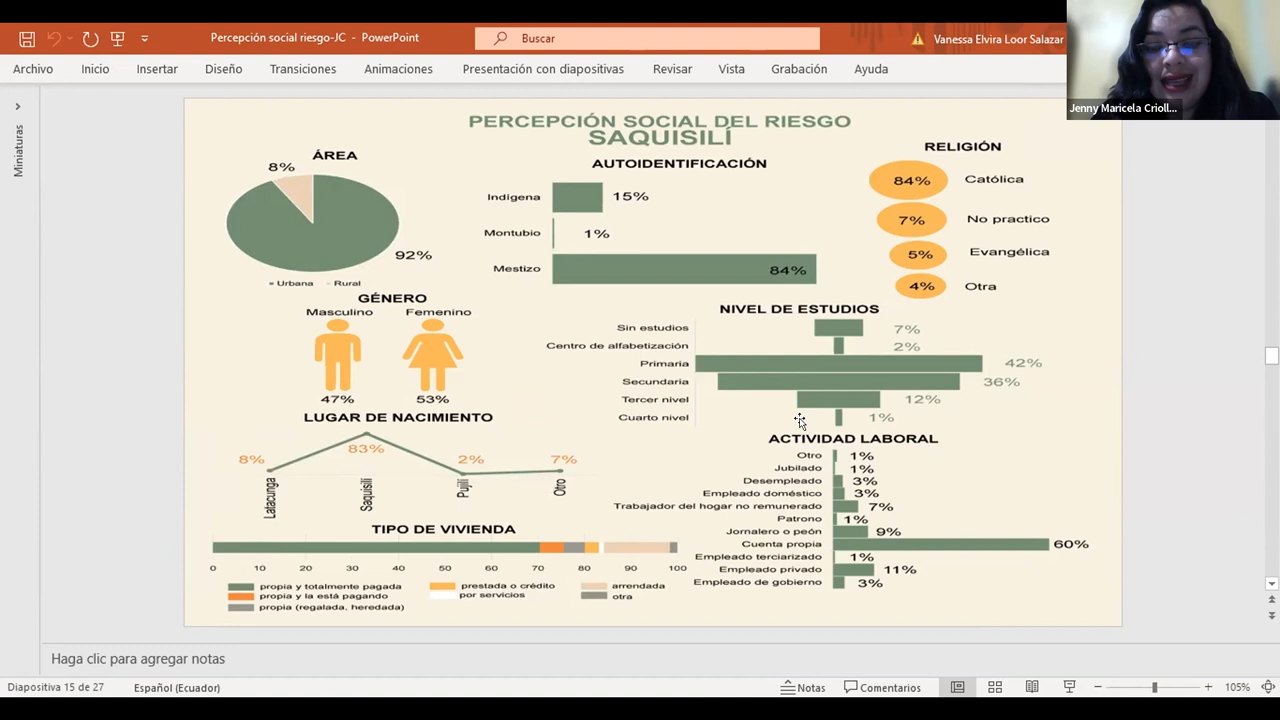 Percepción social riesgo-JC - PowerPoint
Buscar
Vanessa Elvira Loor Salazar
Archivo Inicio Insertar Diseño Transiciones Animaciones Presentación con diapositivas Revisar Vista Grabación Ayuda
Jenny Maricela Crioll...
Miniaturas
PERCEPCIÓN SOCIAL DEL RIESGO
SAQUISILÍ
ÁREA
8%
92%
Urbana Rural
AUTOIDENTIFICACIÓN
Indígena 15%
Montubio 1%
Mestizo 84%
RELIGIÓN
84% Católica
7% No practico
5% Evangélica
4% Otra
GÉNERO
Masculino Femenino
47% 53%
NIVEL DE ESTUDIOS
Sin estudios 7%
Centro de alfabetización 2%
Primaria 42%
Secundaria 36%
Tercer nivel 12%
Cuarto nivel 1%
LUGAR DE NACIMIENTO
8% 83% 2% 7%
Latacunga Saquisilí Pujilí Otro
ACTIVIDAD LABORAL
Otro 1%
Jubilado 1%
Desempleado 3%
Empleado doméstico 3%
Trabajador del hogar no remunerado 7%
Patrono 1%
Jornalero o peón 9%
Cuenta propia 60%
Empleado terciarizado 1%
Empleado privado 11%
Empleado de gobierno 3%
TIPO DE VIVIENDA
0 10 20 30 40 50 60 70 80 90 100
propia y totalmente pagada
propia y la está pagando
propia (regalada, heredada)
prestada o crédito
por servicios
arrendada
otra
Haga clic para agregar notas
Diapositiva 15 de 27 Español (Ecuador) Notas Comentarios 105%